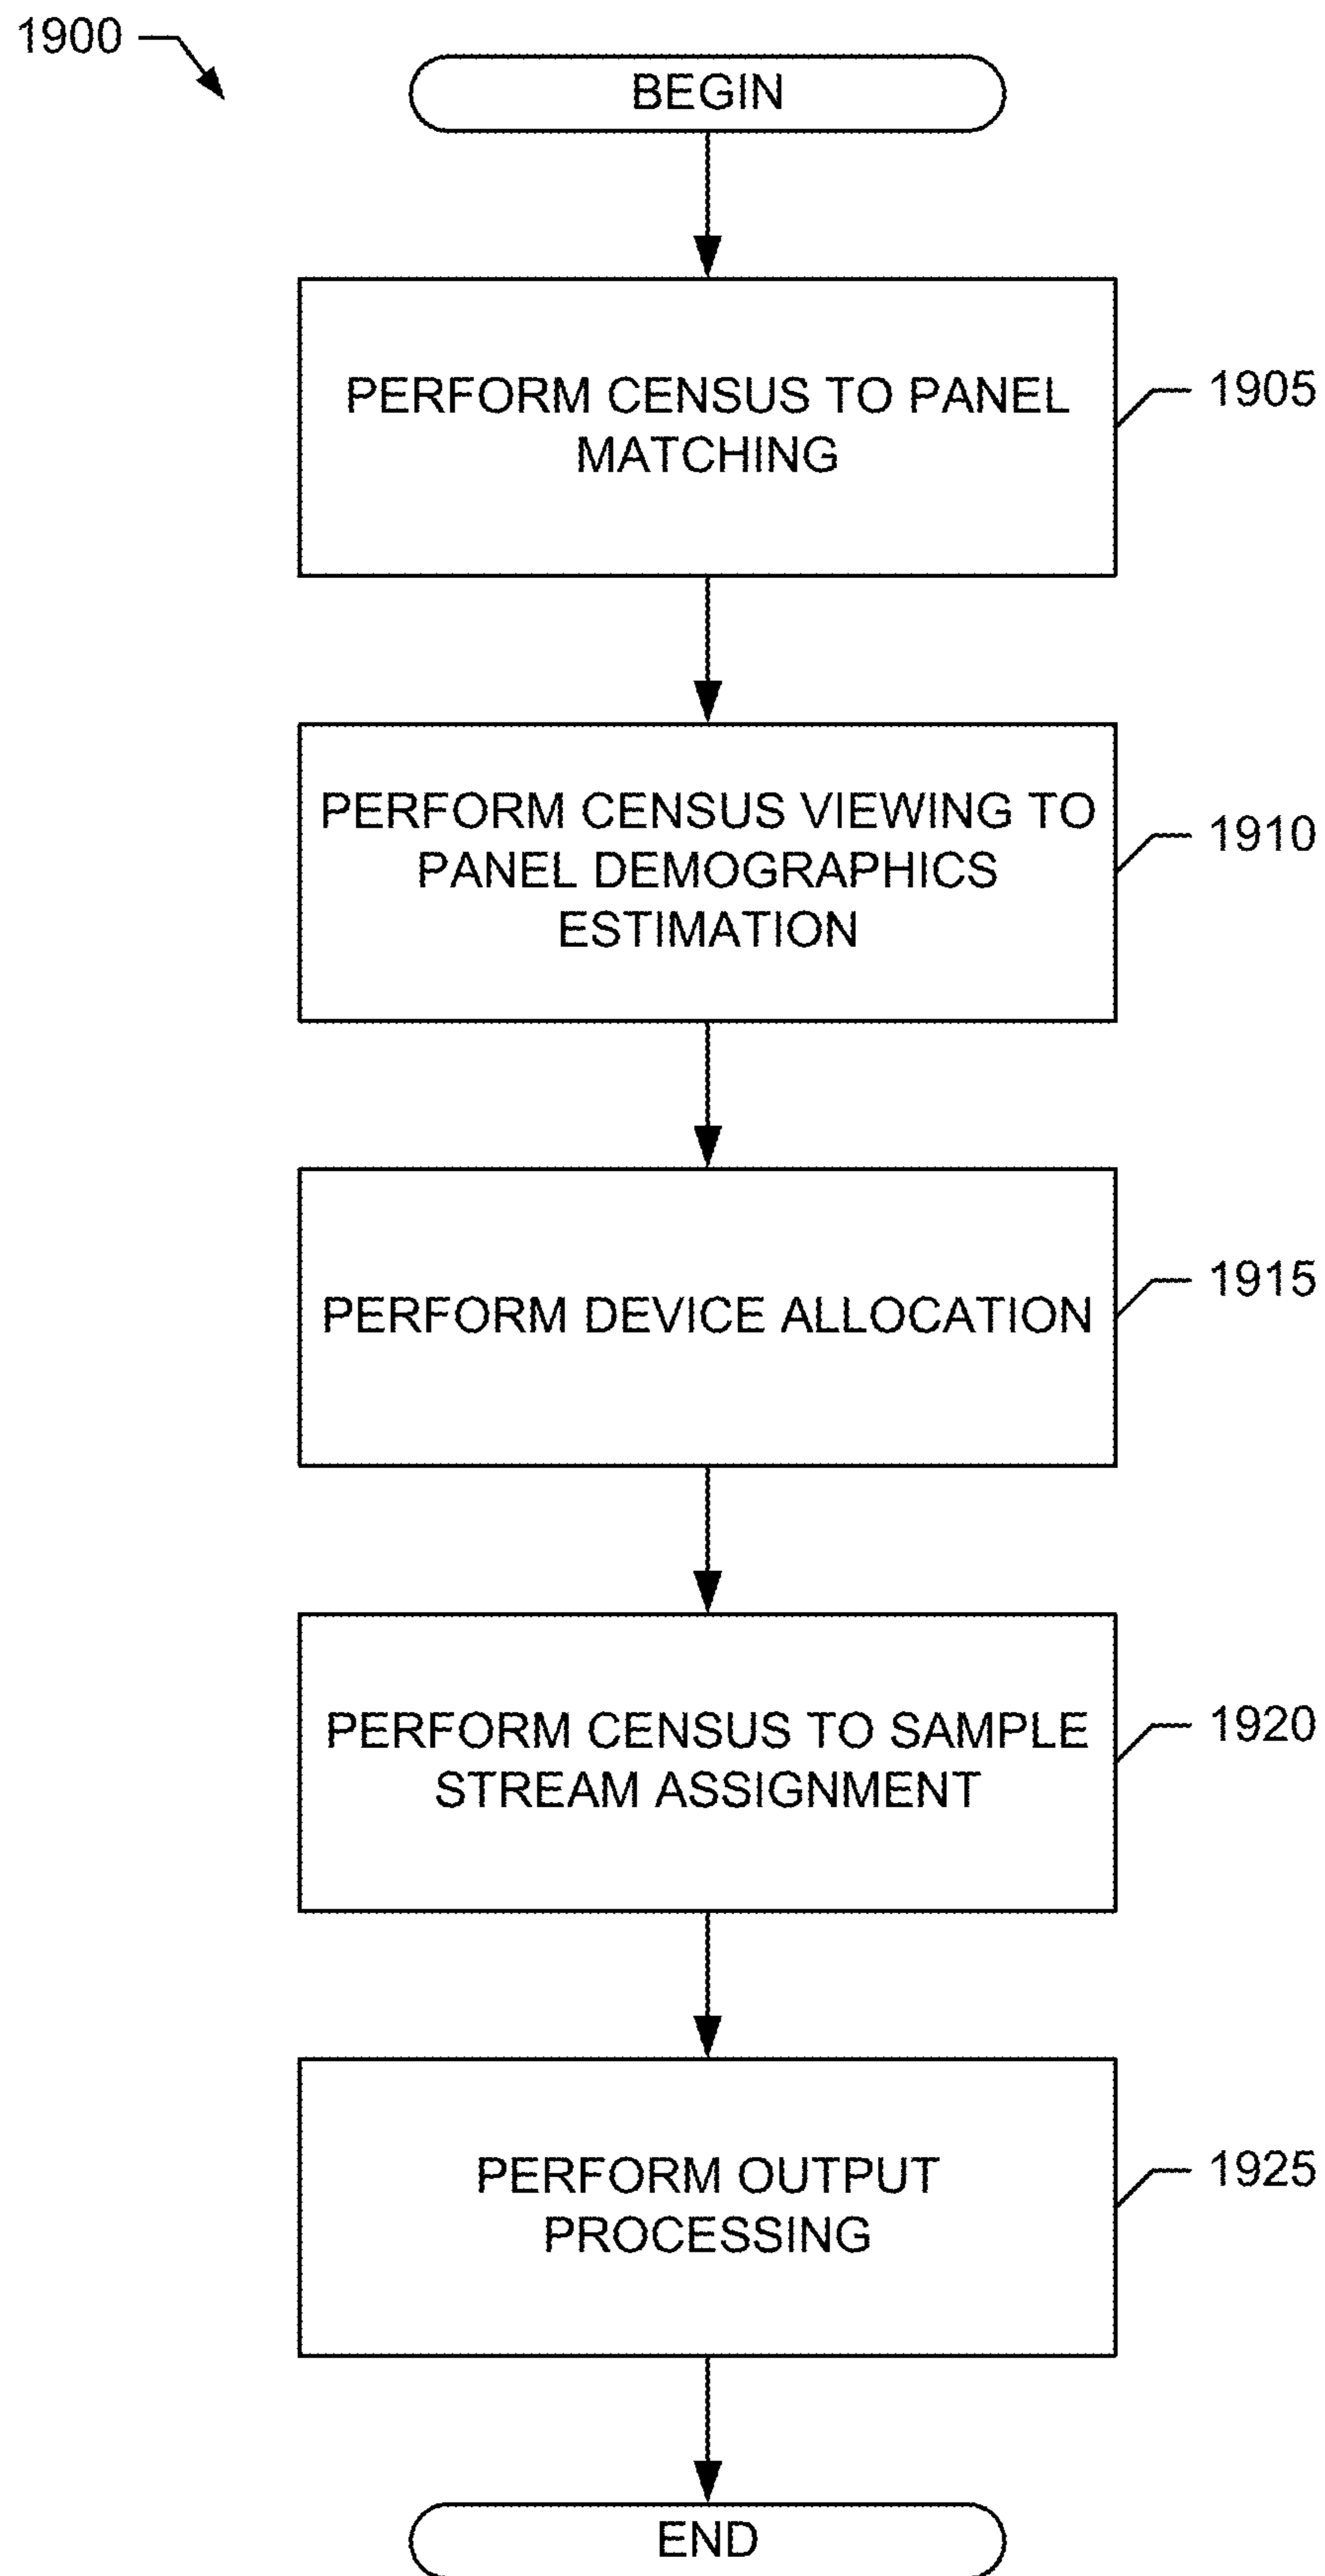 1900
BEGIN
PERFORM CENSUS TO PANEL
MATCHING
1905
PERFORM CENSUS VIEWING TO
PANEL DEMOGRAPHICS
ESTIMATION
1910
PERFORM DEVICE ALLOCATION
1915
PERFORM CENSUS TO SAMPLE
STREAM ASSIGNMENT
1920
PERFORM OUTPUT
PROCESSING
1925
END